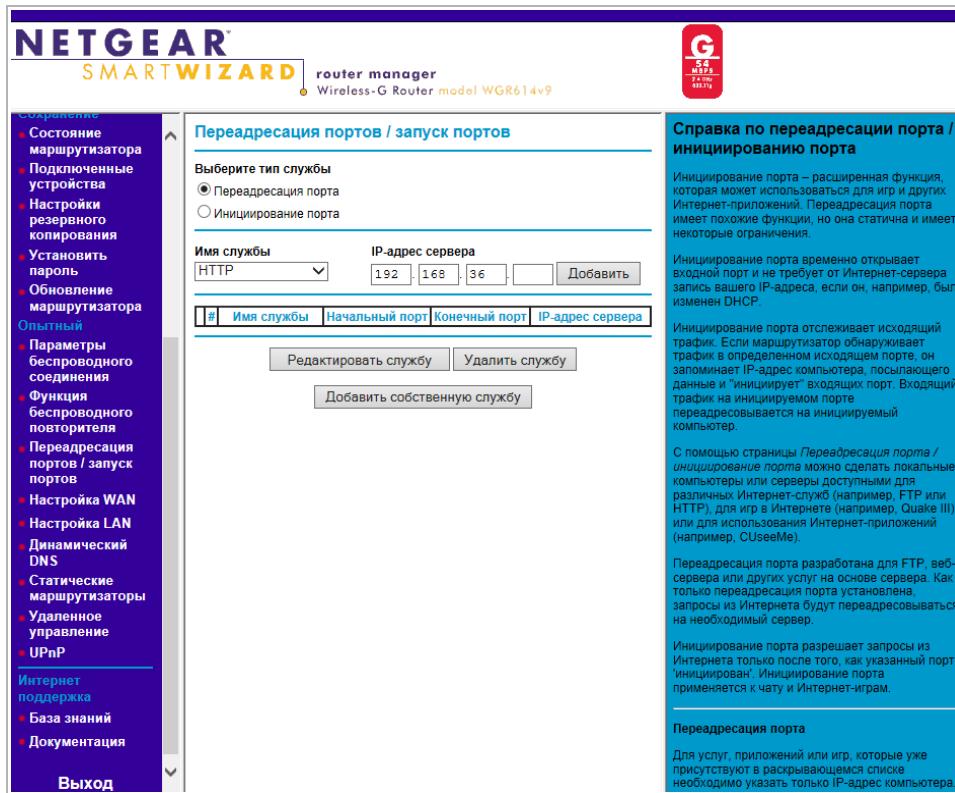 NETGEAR
SMARTWIZARD router manager
Wireless-G Router model WGR614v9
G
54
MBPS
2.4 GHz
802.11g
Сохранение
Состояние
маршрутизатора
Подключенные
устройства
Настройки
резервного
копирования
Установить
пароль
Обновление
маршрутизатора
Опытный
Параметры
беспроводного
соединения
Функция
беспроводного
повторителя
Переадресация
портов / запуск
портов
Настройка WAN
Настройка LAN
Динамический
DNS
Статические
маршрутизаторы
Удаленное
управление
UPnP
Интернет
поддержка
База знаний
Документация
Выход
Переадресация портов / запуск портов
Выберите тип службы
Переадресация порта
Инициирование порта
Имя службы IP-адрес сервера
HTTP 192 . 168 . 36 . Добавить
# Имя службы Начальный порт Конечный порт IP-адрес сервера
Редактировать службу Удалить службу
Добавить собственную службу
Справка по переадресации порта /
инициированию порта
Инициирование порта – расширенная функция,
которая может использоваться для игр и других
Интернет-приложений. Переадресация порта
имеет похожие функции, но она статична и имеет
некоторые ограничения.
Инициирование порта временно открывает
входной порт и не требует от Интернет-сервера
запись вашего IP-адреса, если он, например, был
изменен DHCP.
Инициирование порта отслеживает исходящий
трафик. Если маршрутизатор обнаруживает
трафик в определенном исходящем порте, он
запоминает IP-адрес компьютера, посылающего
данные и "инициирует" входящих порт. Входящий
трафик на инициируемом порте
переадресовывается на инициируемый
компьютер.
С помощью страницы Переадресация порта /
инициирование порта можно сделать локальные
компьютеры или серверы доступными для
различных Интернет-служб (например, FTP или
HTTP), для игр в Интернете (например, Quake III)
или для использования Интернет-приложений
(например, CUseeMe).
Переадресация порта разработана для FTP, веб-
сервера или других услуг на основе сервера. Как
только переадресация порта установлена,
запросы из Интернета будут переадресовываться
на необходимый сервер.
Инициирование порта разрешает запросы из
Интернета только после того, как указанный порт
'инициирован'. Инициирование порта
применяется к чату и Интернет-играм.
Переадресация порта
Для услуг, приложений или игр, которые уже
присутствуют в раскрывающемся списке
необходимо указать только IP-адрес компьютера.